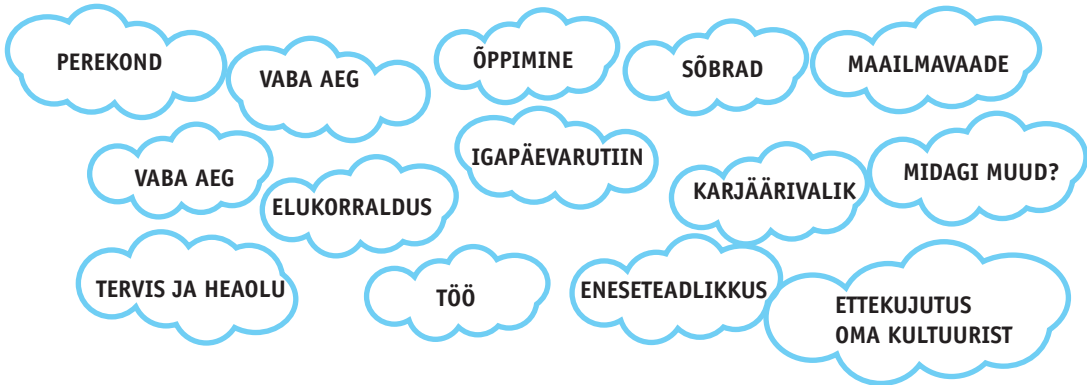 PEREKOND
VABA AEG
ÕPPIMINE
SÕBRAD
MAAILMAVAADE
VABA AEG
ELUKORRALDUS
IGAPÄEVARUTIIN
KARJÄÄRIVALIK
MIDAGI MUUD?
TERVIS JA HEAOLU
TÖÖ
ENESETEADLIKKUS
ETTEKUJUTUS
OMA KULTUURIST